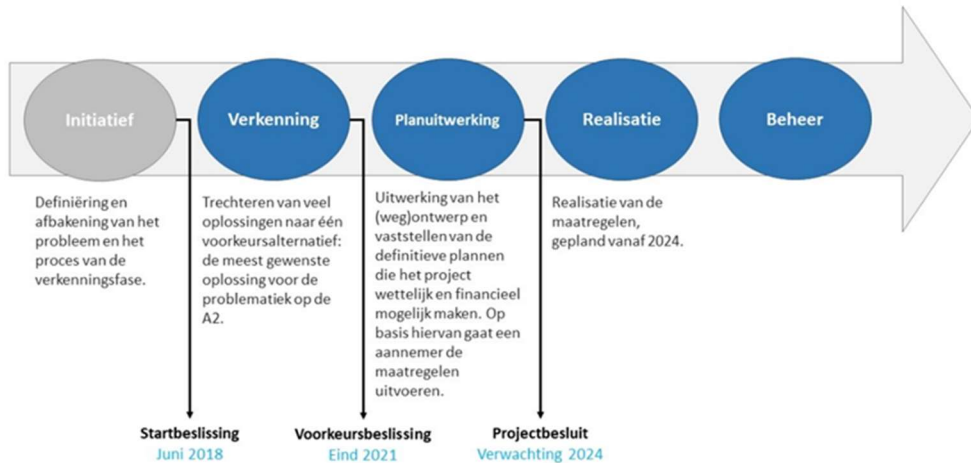 Initiatief
Verkenning
Planuitwerking
Realisatie
Beheer
Definiëring en
afbakening van het
probleem en het
proces van de
verkenningsfase.
Trechteren van veel
oplossingen naar één
voorkeursalternatief:
de meest gewenste
oplossing voor de
problematiek op de
A2.
Uitwerking van het
(weg)ontwerp en
vaststellen van de
definitieve plannen
die het project
wettelijk en financieel
mogelijk maken. Op
basis hiervan gaat een
aannemer de
maatregelen
uitvoeren.
Realisatie van de
maatregelen,
gepland vanaf 2024.
Startbeslissing
Juni 2018
Voorkeursbeslissing
Eind 2021
Projectbesluit
Verwachting 2024